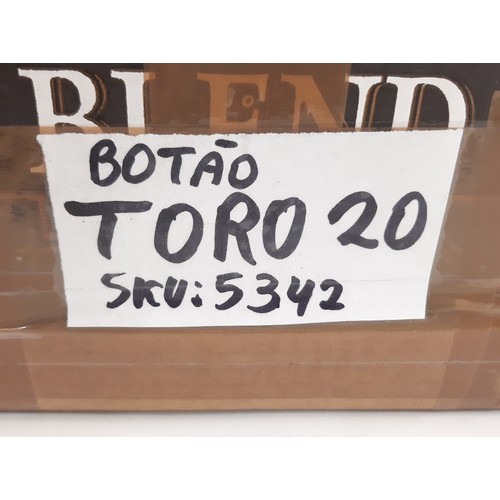 BLEND
BOTÃO
TORO 20
SKU: 5342